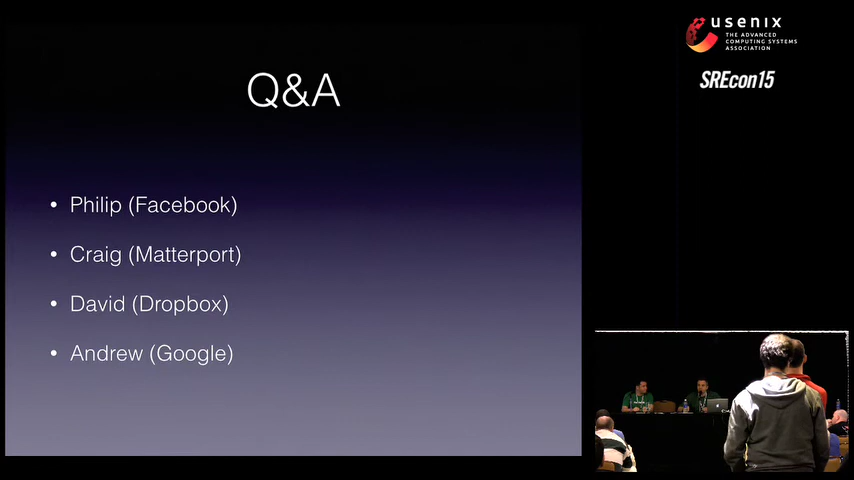 Q&A
• Philip (Facebook)
• Craig (Matterport)
• David (Dropbox)
• Andrew (Google)
usenix
THE ADVANCED
COMPUTING SYSTEMS
ASSOCIATION
SREcon15